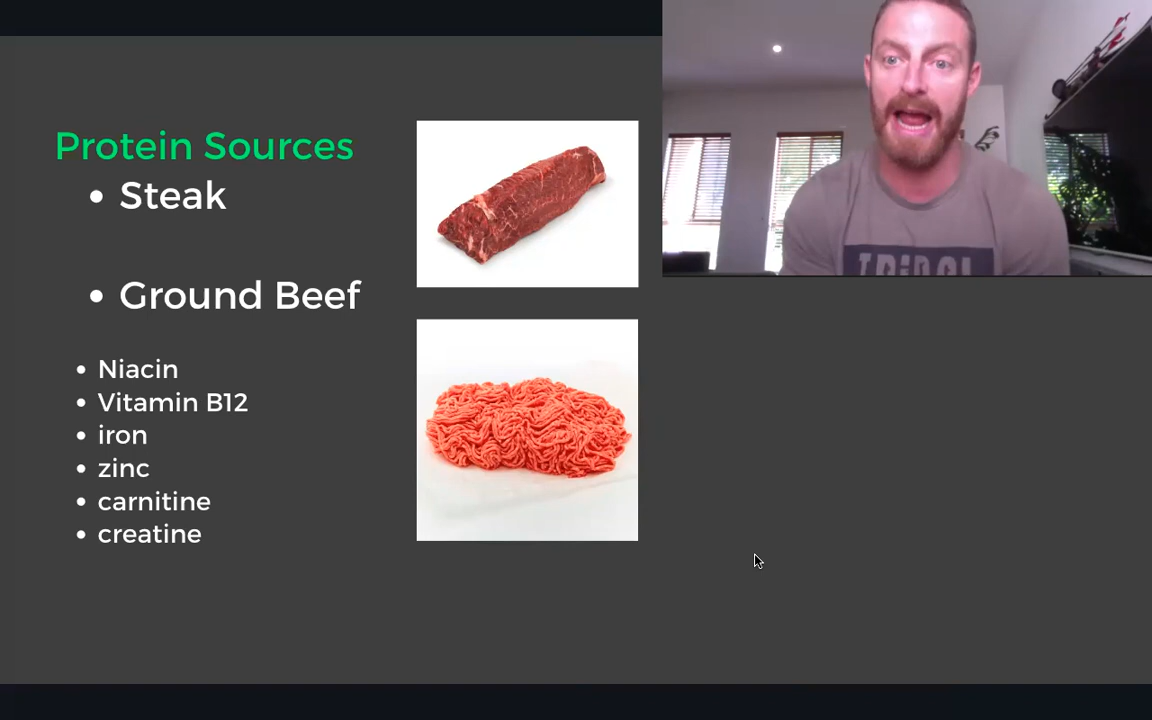 Protein Sources
• Steak
• Ground Beef
• Niacin
• Vitamin B12
• iron
• zinc
• carnitine
• creatine